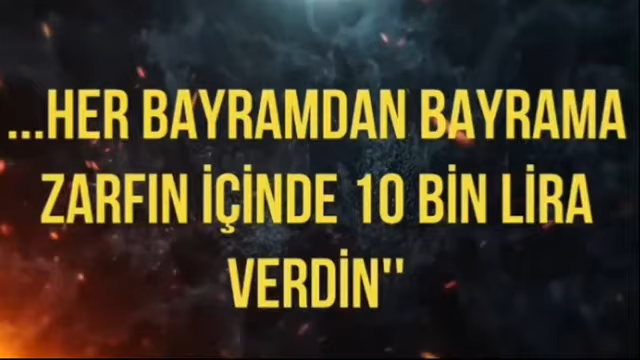 ...HER BAYRAMDAN BAYRAMA
ZARFIN İÇİNDE 10 BİN LİRA
VERDİN''